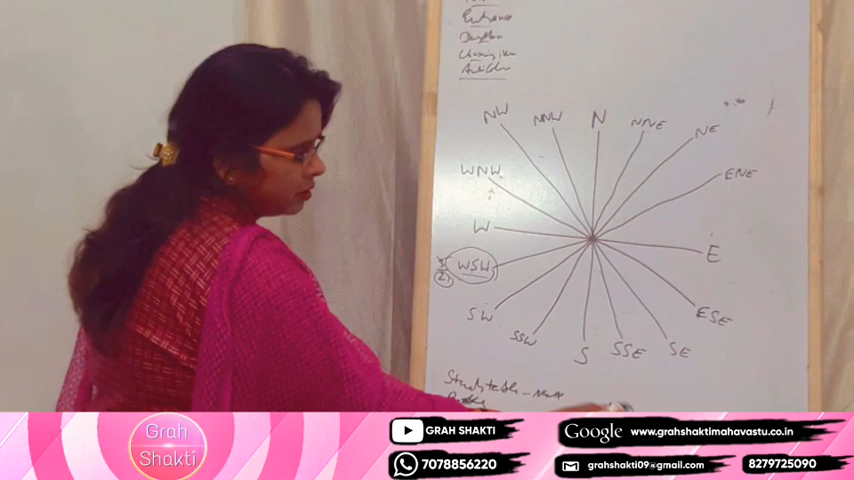 Entrance
NW
NNW
N
NNE
NE
WNW
ENE
W
E
WSW
SW
ESE
SSW
S
SSE
SE
Study table -
Grah
Shakti
GRAH SHAKTI
Google www.grahshaktimahavastu.co.in
7078856220
grahshakti09@gmail.com
8279725090